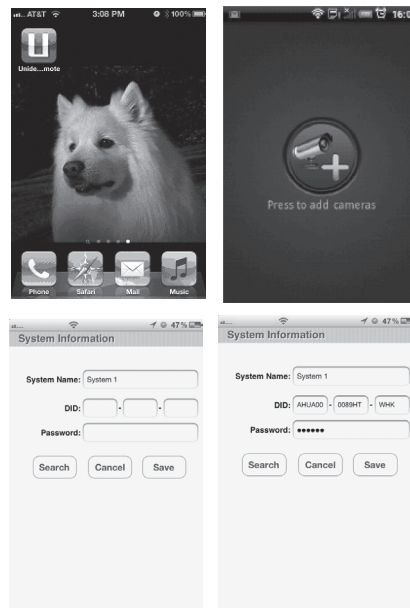 AT&T 3:08 PM 100%
U
Unide...mote
Phone Safari Mail Music
16:0
Press to add cameras
47%
System Information
System Name: System 1
DID: - -
Password:
Search Cancel Save
47%
System Information
System Name: System 1
DID: AHUA00 - 0089HT - WHK
Password: ••••••
Search Cancel Save